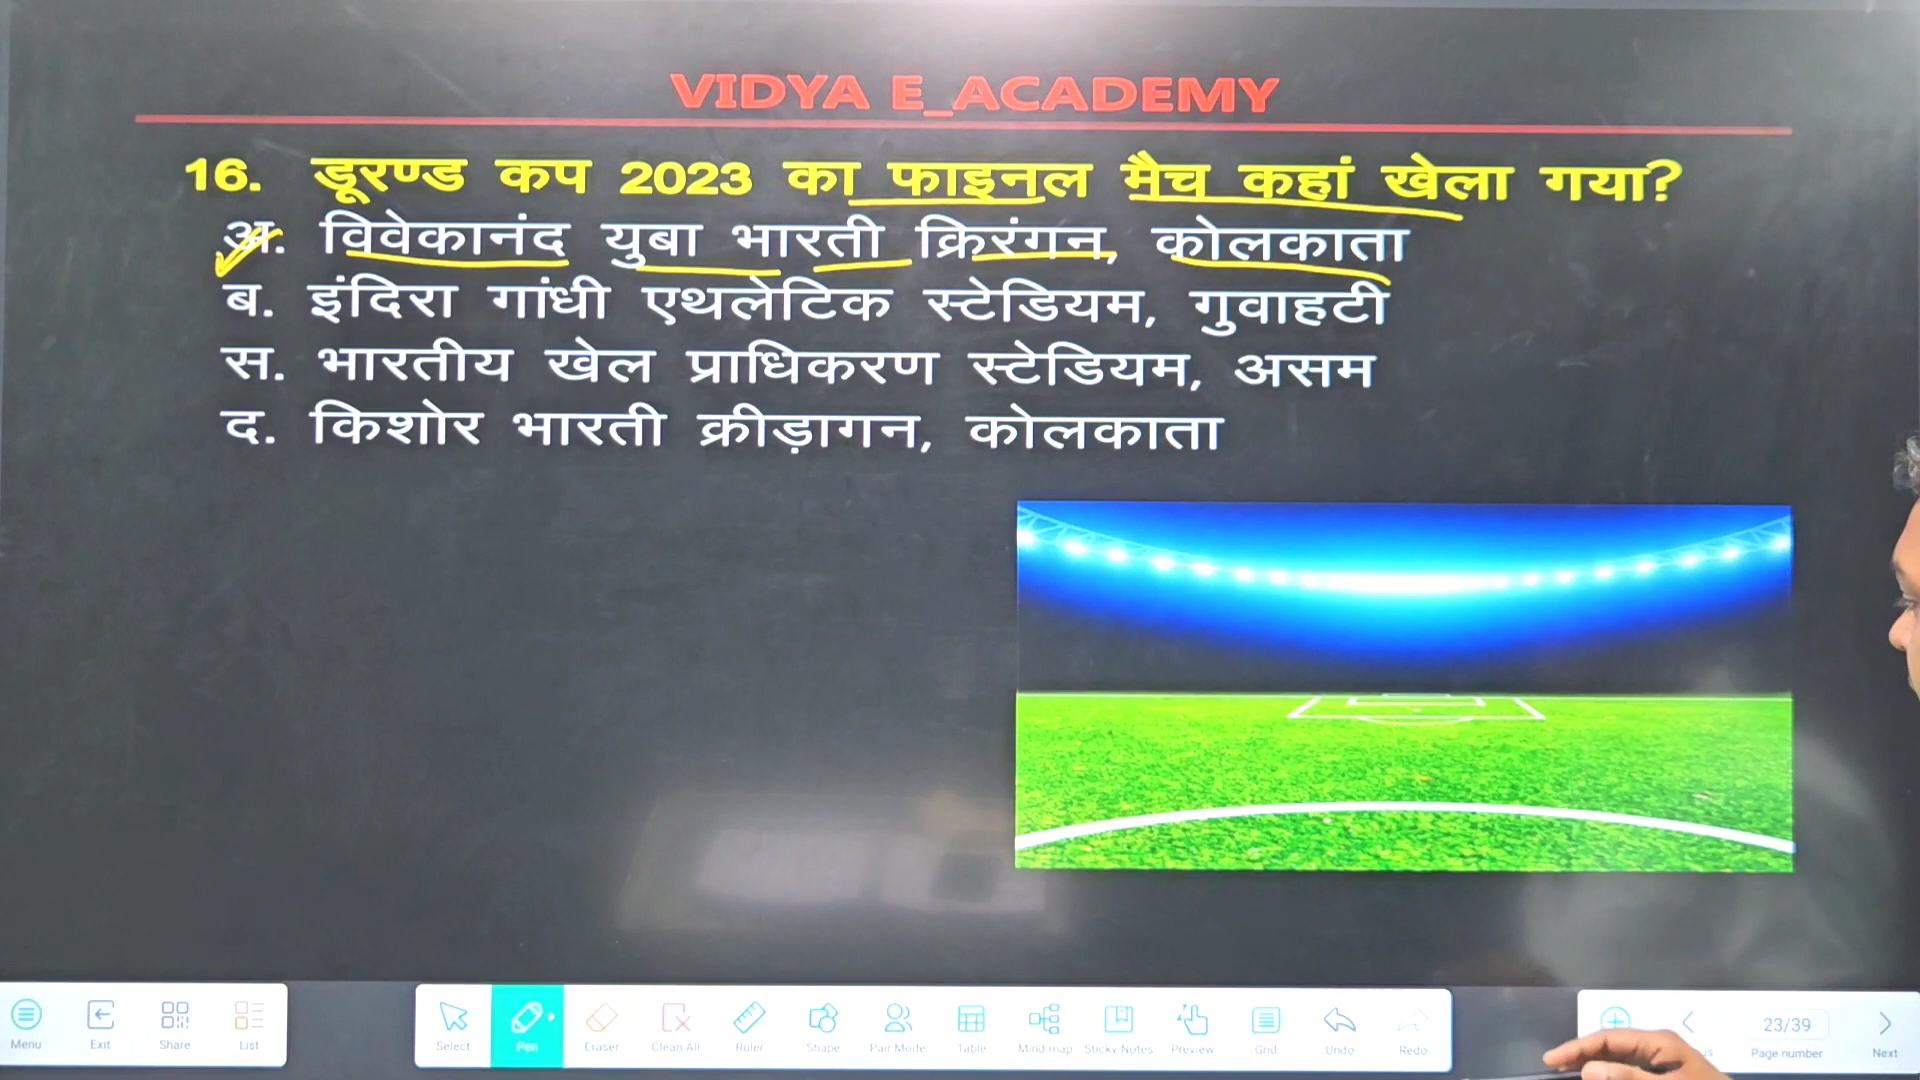 VIDYA E_ACADEMY
16. डूरण्ड कप 2023 का फाइनल मैच कहां खेला गया?
अ. विवेकानंद युबा भारती क्रिरंगन, कोलकाता
ब. इंदिरा गांधी एथलेटिक स्टेडियम, गुवाहटी
स. भारतीय खेल प्राधिकरण स्टेडियम, असम
द. किशोर भारती क्रीड़ागन, कोलकाता
Menu Exit Share List Select Pen Eraser Clean All Ruler Shape Pair Mode Table Mind map Sticky Notes Preview Grid Undo Redo 23/39 Page number Next